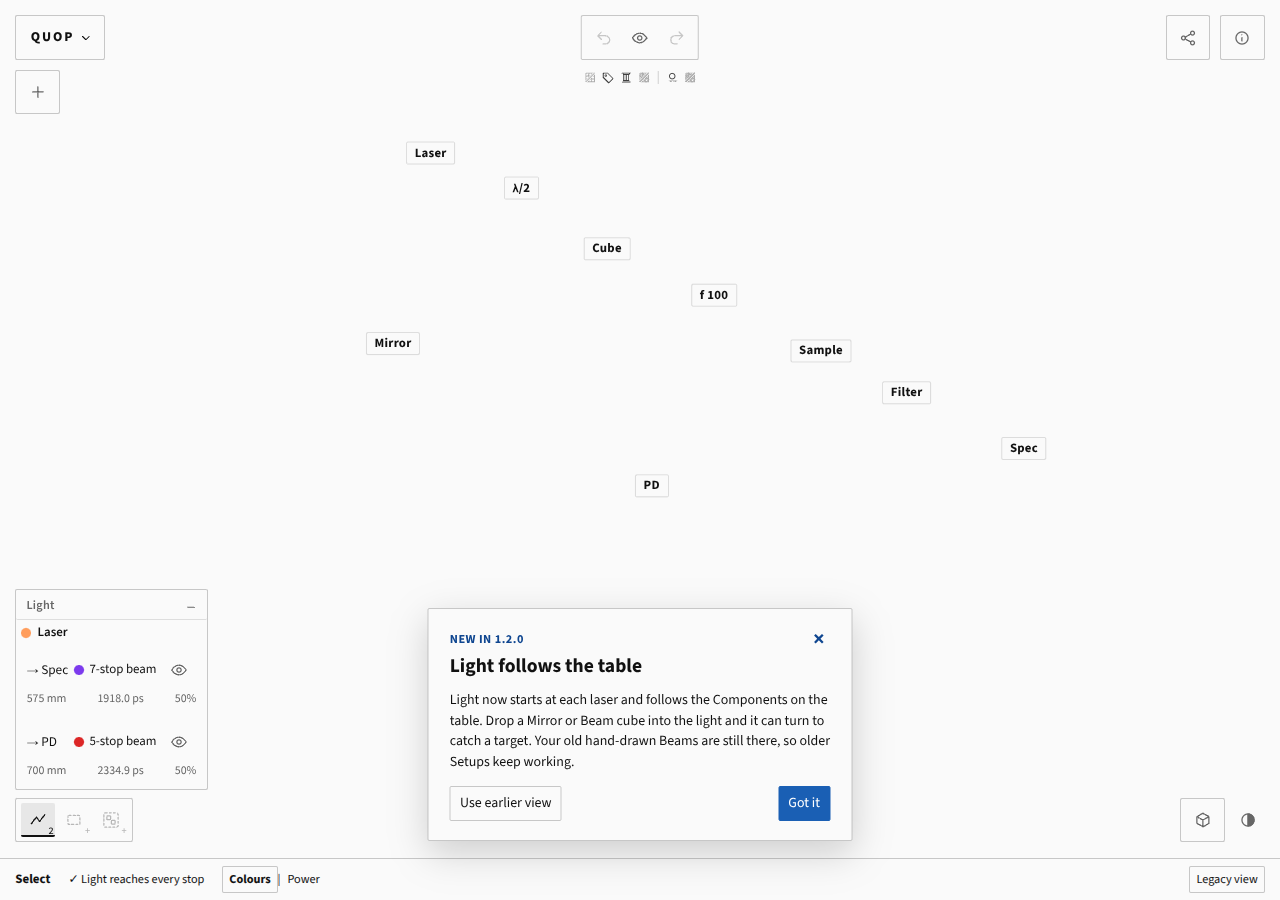 QUOP
Laser
λ/2
Cube
f 100
Mirror
Sample
Filter
Spec
PD
Light
Laser
→ Spec 7-stop beam
575 mm 1918.0 ps 50%
→ PD 5-stop beam
700 mm 2334.9 ps 50%
2
NEW IN 1.2.0
Light follows the table
Light now starts at each laser and follows the Components on the
table. Drop a Mirror or Beam cube into the light and it can turn to
catch a target. Your old hand-drawn Beams are still there, so older
Setups keep working.
Use earlier view Got it
Select ✓ Light reaches every stop Colours Power Legacy view